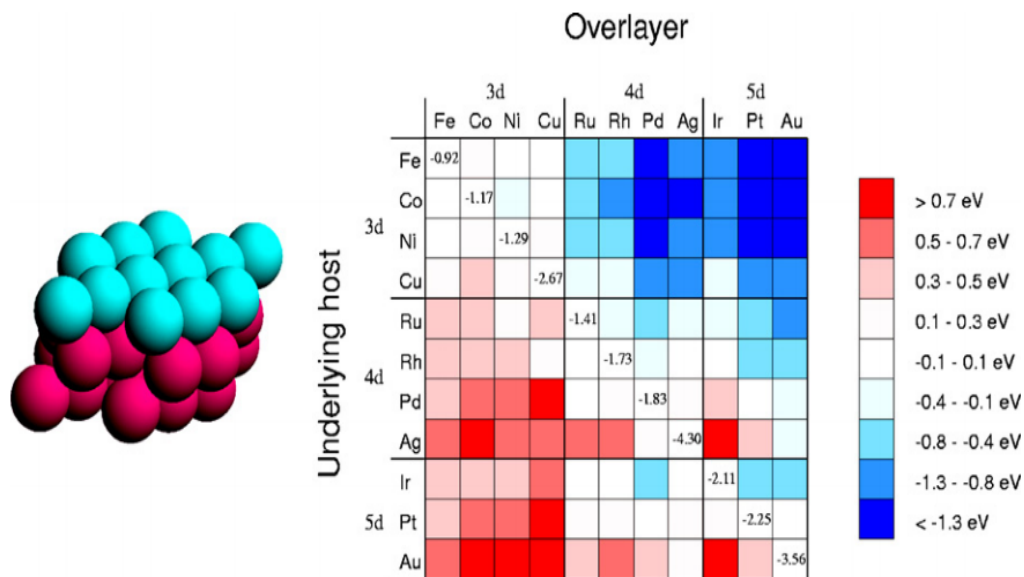 Overlayer
3d 4d 5d
Fe Co Ni Cu Ru Rh Pd Ag Ir Pt Au
Underlying host
3d
Fe -0.92
Co -1.17
Ni -1.29
Cu -2.67
4d
Ru -1.41
Rh -1.73
Pd -1.83
Ag -4.30
5d
Ir -2.11
Pt -2.25
Au -3.56
> 0.7 eV
0.5 - 0.7 eV
0.3 - 0.5 eV
0.1 - 0.3 eV
-0.1 - 0.1 eV
-0.4 - -0.1 eV
-0.8 - -0.4 eV
-1.3 - -0.8 eV
< -1.3 eV